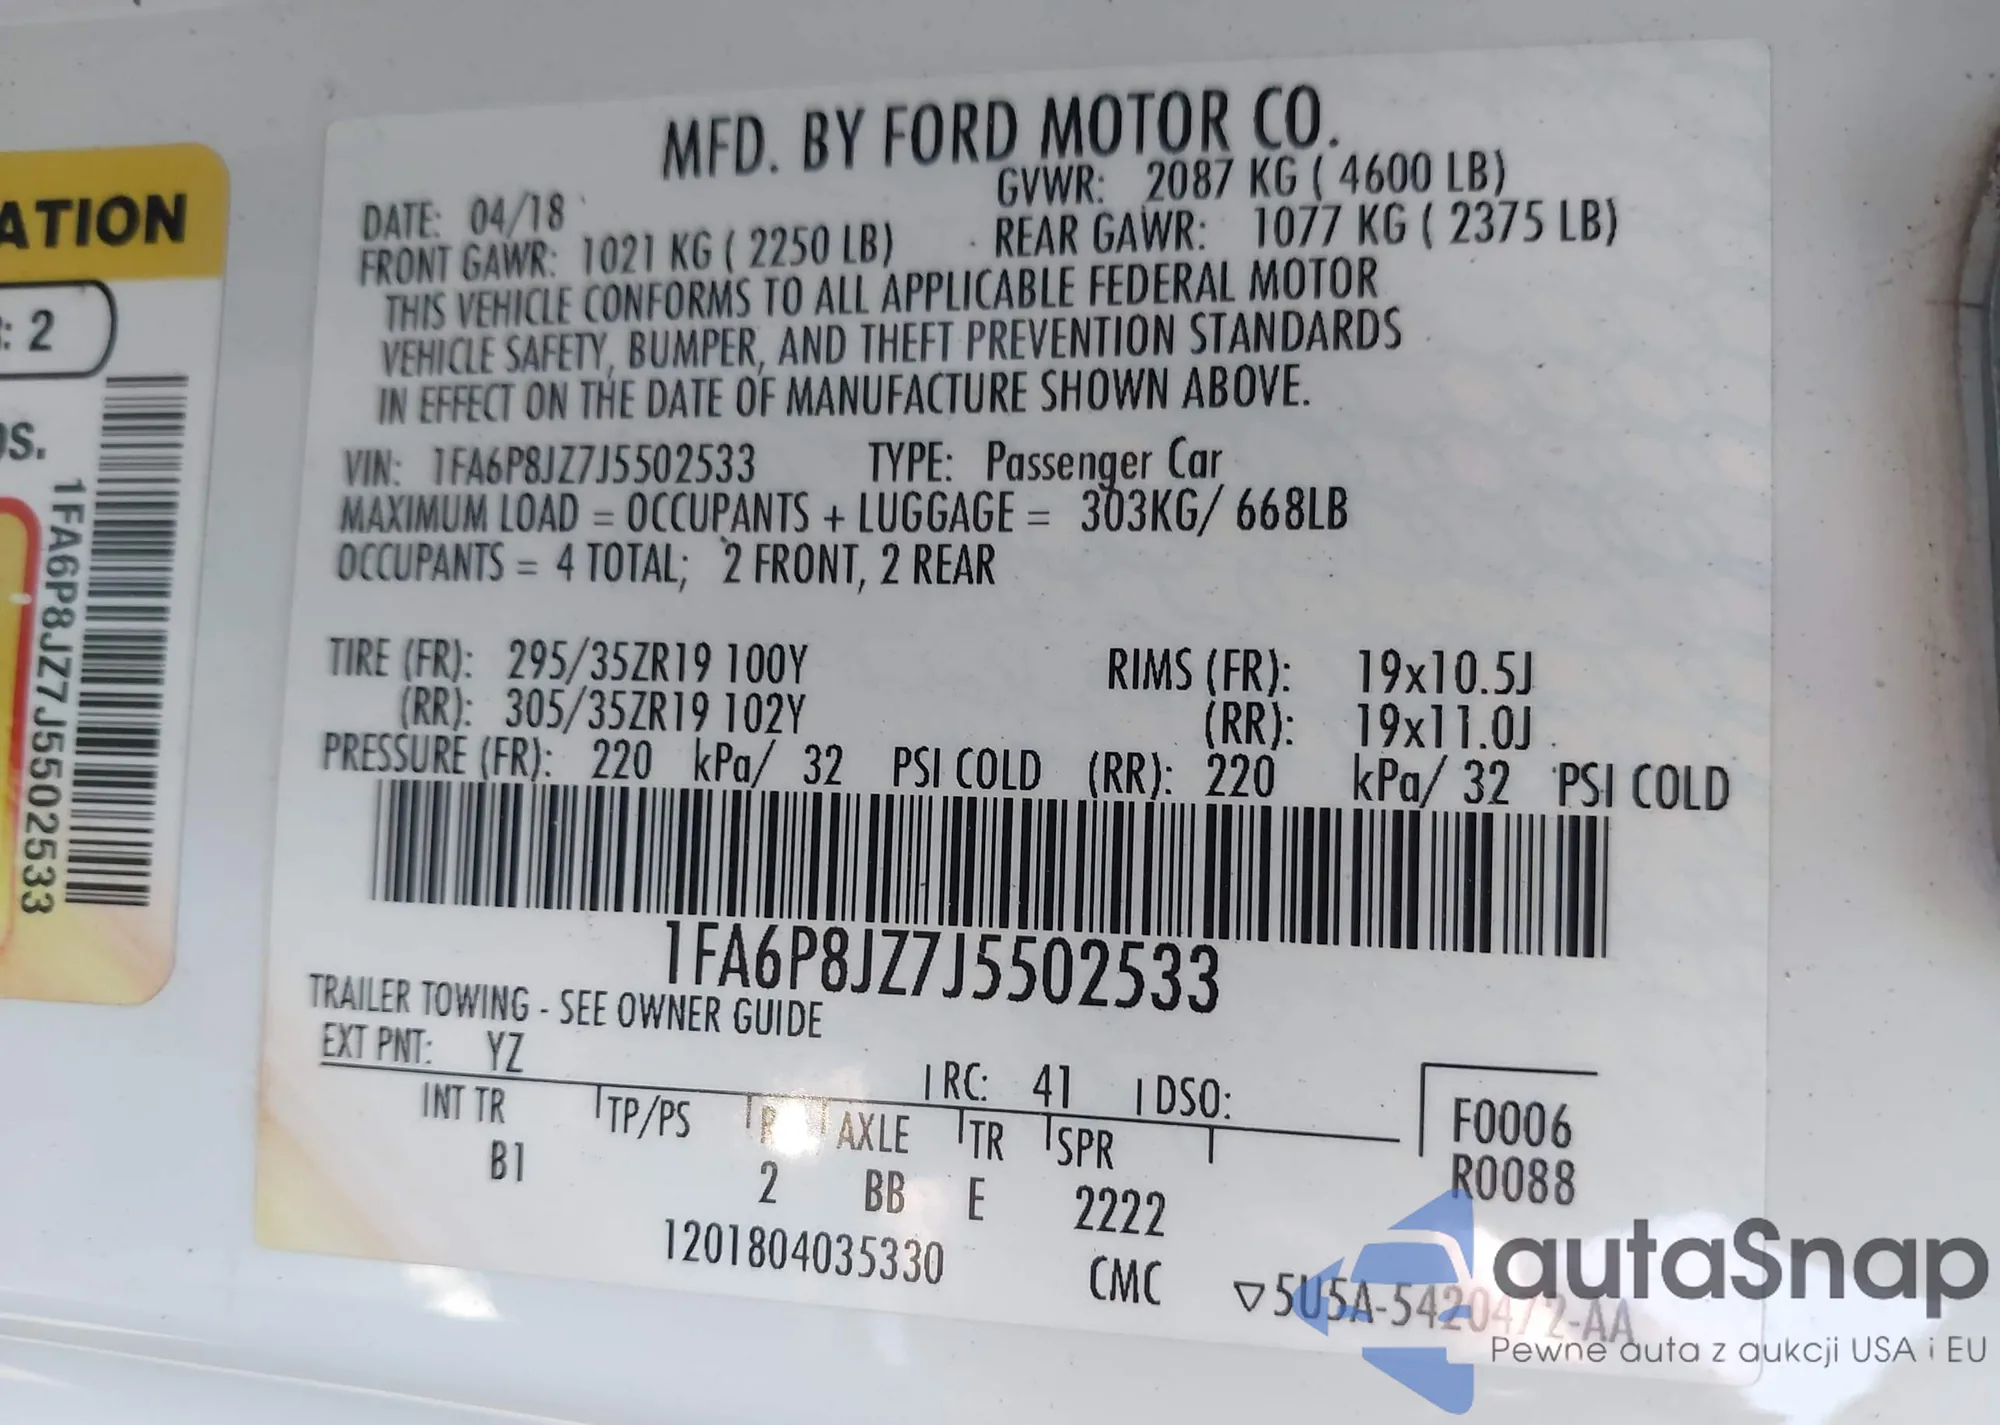 ATION
: 2
OS.
1FA6P8JZ7J5502533
MFD. BY FORD MOTOR CO.
DATE: 04/18 GVWR: 2087 KG ( 4600 LB)
FRONT GAWR: 1021 KG ( 2250 LB) REAR GAWR: 1077 KG ( 2375 LB)
THIS VEHICLE CONFORMS TO ALL APPLICABLE FEDERAL MOTOR
VEHICLE SAFETY, BUMPER, AND THEFT PREVENTION STANDARDS
IN EFFECT ON THE DATE OF MANUFACTURE SHOWN ABOVE.
VIN: 1FA6P8JZ7J5502533 TYPE: Passenger Car
MAXIMUM LOAD = OCCUPANTS + LUGGAGE = 303KG/ 668LB
OCCUPANTS = 4 TOTAL; 2 FRONT, 2 REAR
TIRE (FR): 295/35ZR19 100Y RIMS (FR): 19x10.5J
(RR): 305/35ZR19 102Y (RR): 19x11.0J
PRESSURE (FR): 220 kPa/ 32 PSI COLD (RR): 220 kPa/ 32 PSI COLD
1FA6P8JZ7J5502533
TRAILER TOWING - SEE OWNER GUIDE
EXT PNT: YZ RC: 41 DSO:
INT TR TP/PS R AXLE TR SPR
B1 2 BB E 2222
F0006
R0088
1201804035330 CMC ▽5U5A-5420472-AA
autaSnap
Pewne auta z aukcji USA i EU